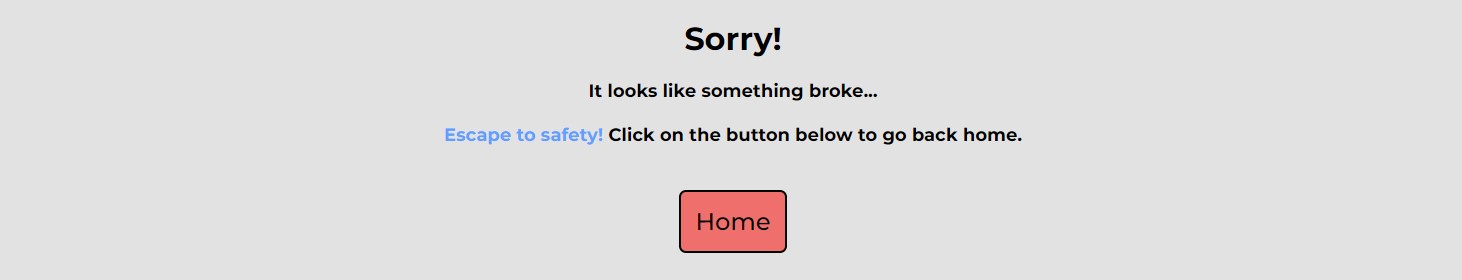 Sorry!
It looks like something broke...
Escape to safety! Click on the button below to go back home.
Home